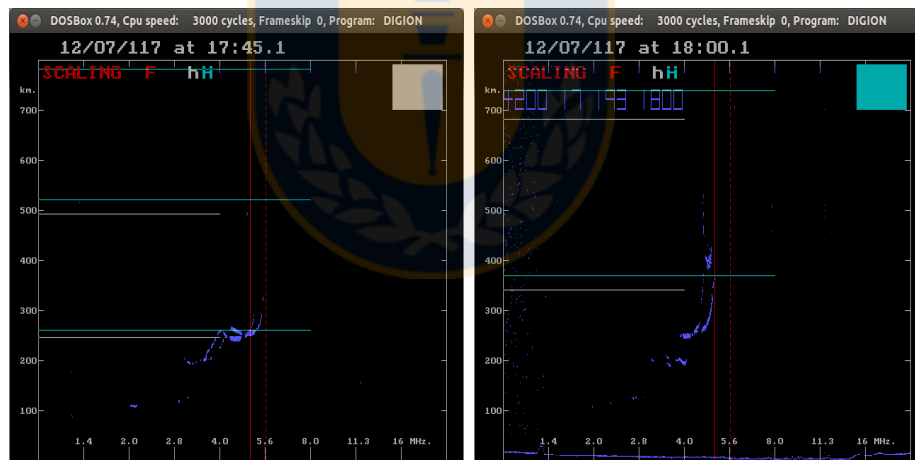 DOSBox 0.74, Cpu speed: 3000 cycles, Frameskip 0, Program: DIGION
12/07/117 at 17:45.1
SCALING F hH
km.
700
600
500
400
300
200
100
1.4 2.0 2.8 4.0 5.6 8.0 11.3 16 MHz.
DOSBox 0.74, Cpu speed: 3000 cycles, Frameskip 0, Program: DIGION
12/07/117 at 18:00.1
SCALING F hH
km.
700
600
500
400
300
200
100
1.4 2.0 2.8 4.0 5.6 8.0 11.3 16 MHz.